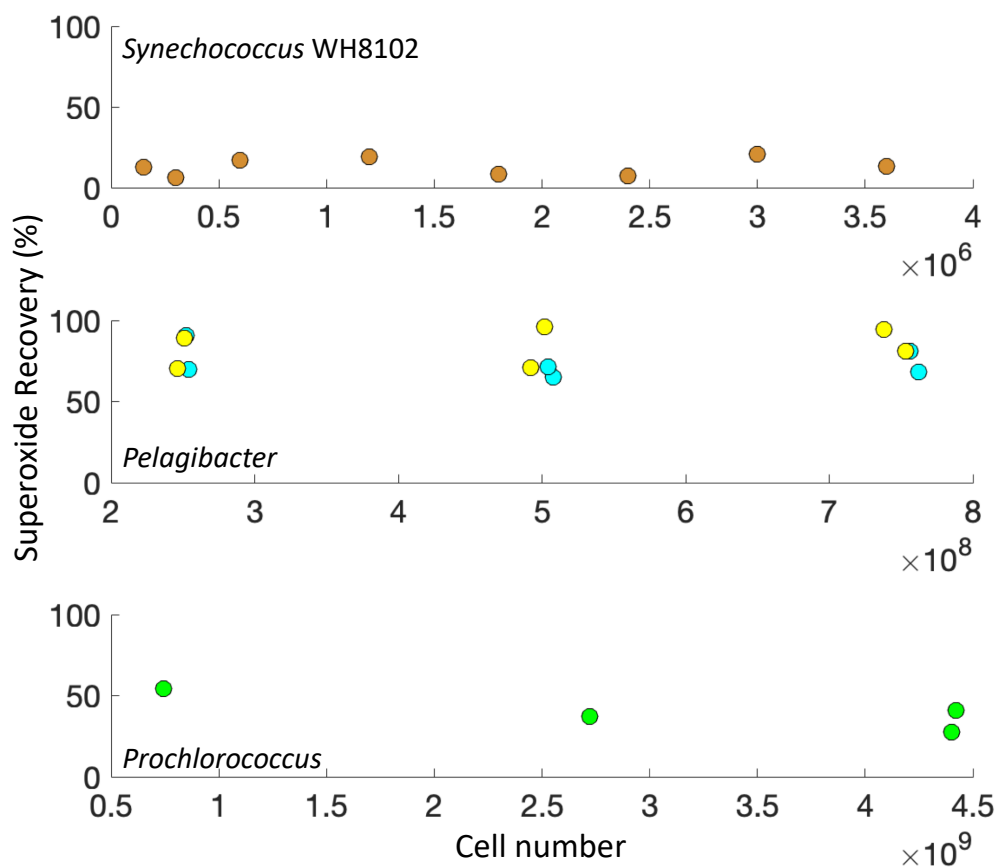 Superoxide Recovery (%)
100
50
0
Synechococcus WH8102
0 0.5 1 1.5 2 2.5 3 3.5 4
×10^6
100
50
0
Pelagibacter
2 3 4 5 6 7 8
×10^8
100
50
0
Prochlorococcus
0.5 1 1.5 2 2.5 3 3.5 4 4.5
Cell number
×10^9